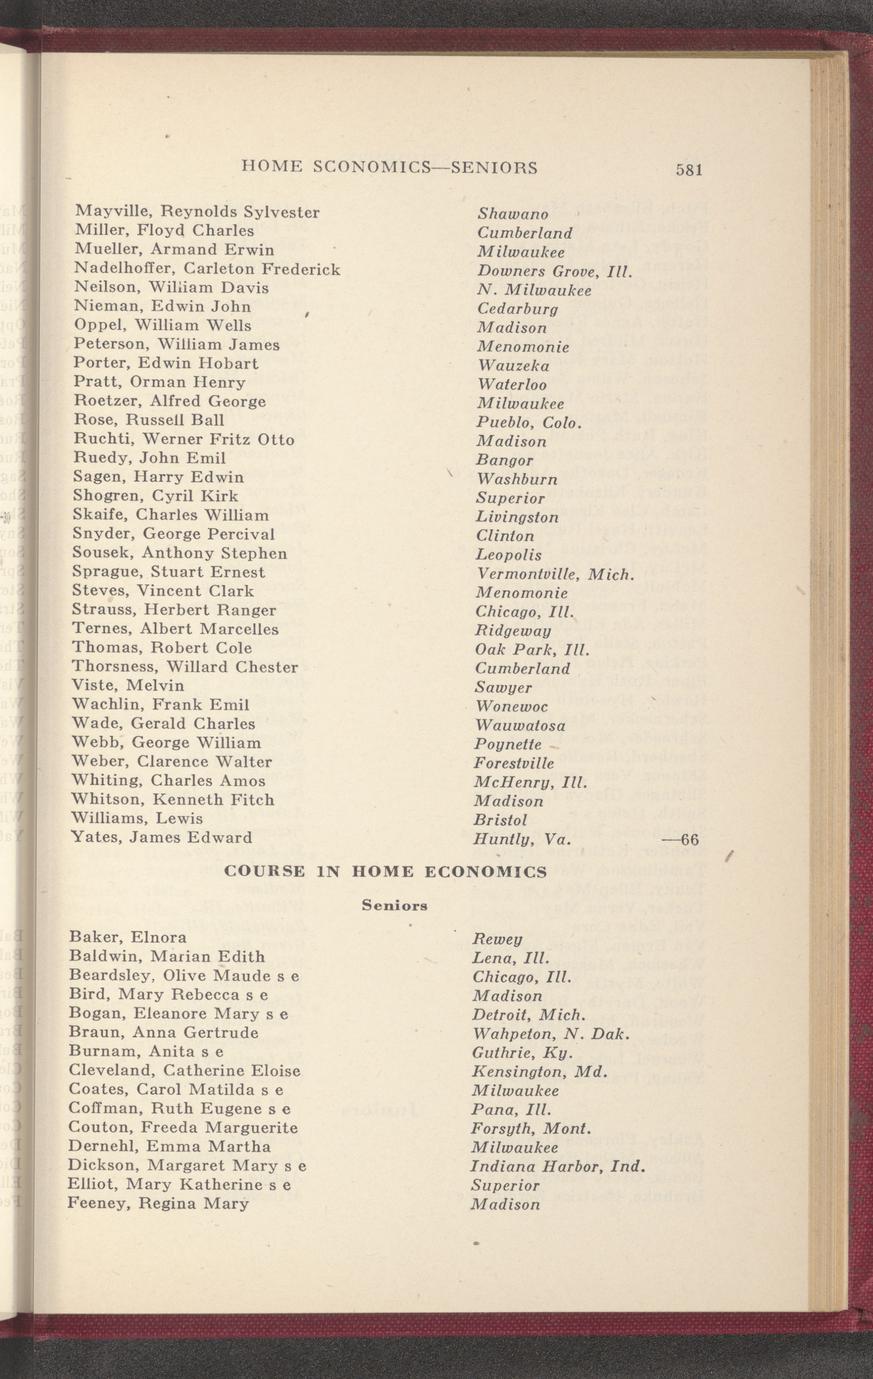 HOME SCONOMICS—SENIORS 581
Mayville, Reynolds Sylvester Shawano
Miller, Floyd Charles Cumberland
Mueller, Armand Erwin Milwaukee
Nadelhoffer, Carleton Frederick Downers Grove, Ill.
Neilson, William Davis N. Milwaukee
Nieman, Edwin John Cedarburg
Oppel, William Wells Madison
Peterson, William James Menomonie
Porter, Edwin Hobart Wauzeka
Pratt, Orman Henry Waterloo
Roetzer, Alfred George Milwaukee
Rose, Russell Ball Pueblo, Colo.
Ruchti, Werner Fritz Otto Madison
Ruedy, John Emil Bangor
Sagen, Harry Edwin Washburn
Shogren, Cyril Kirk Superior
Skaife, Charles William Livingston
Snyder, George Percival Clinton
Sousek, Anthony Stephen Leopolis
Sprague, Stuart Ernest Vermontville, Mich.
Steves, Vincent Clark Menomonie
Strauss, Herbert Ranger Chicago, Ill.
Ternes, Albert Marcelles Ridgeway
Thomas, Robert Cole Oak Park, Ill.
Thorsness, Willard Chester Cumberland
Viste, Melvin Sawyer
Wachlin, Frank Emil Wonewoc
Wade, Gerald Charles Wauwatosa
Webb, George William Poynette
Weber, Clarence Walter Forestville
Whiting, Charles Amos McHenry, Ill.
Whitson, Kenneth Fitch Madison
Williams, Lewis Bristol
Yates, James Edward Huntly, Va. —66
COURSE IN HOME ECONOMICS
Seniors
Baker, Elnora Rewey
Baldwin, Marian Edith Lena, Ill.
Beardsley, Olive Maude s e Chicago, Ill.
Bird, Mary Rebecca s e Madison
Bogan, Eleanore Mary s e Detroit, Mich.
Braun, Anna Gertrude Wahpeton, N. Dak.
Burnam, Anita s e Guthrie, Ky.
Cleveland, Catherine Eloise Kensington, Md.
Coates, Carol Matilda s e Milwaukee
Coffman, Ruth Eugene s e Pana, Ill.
Couton, Freeda Marguerite Forsyth, Mont.
Dernehl, Emma Martha Milwaukee
Dickson, Margaret Mary s e Indiana Harbor, Ind.
Elliot, Mary Katherine s e Superior
Feeney, Regina Mary Madison